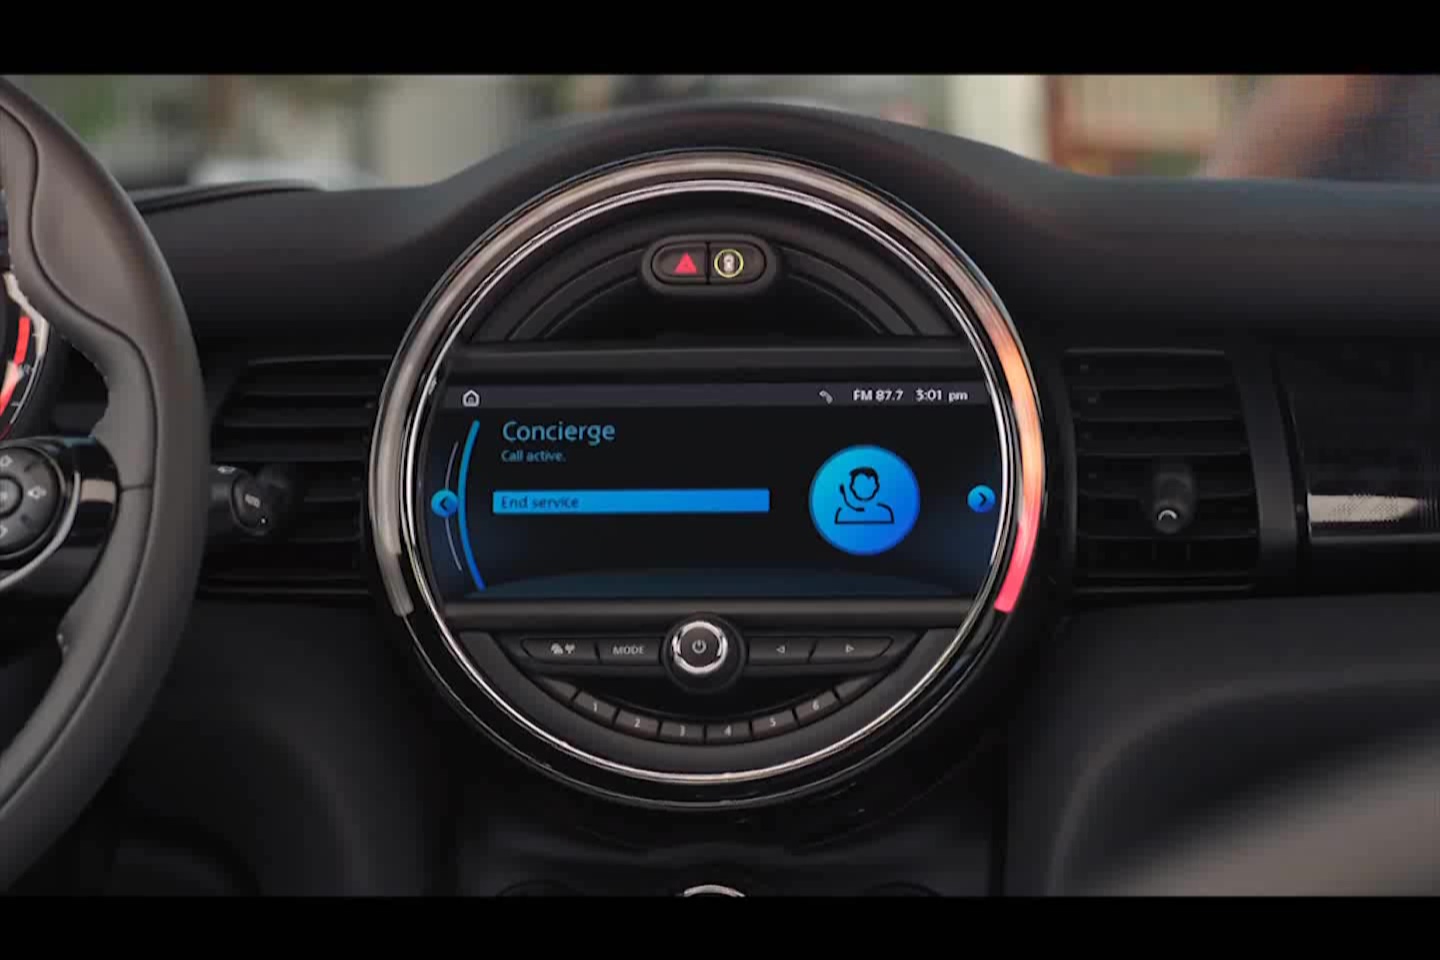 FM 87.7 3:01 pm
Concierge
Call active.
End service
MODE
1 2 3 4 5 6